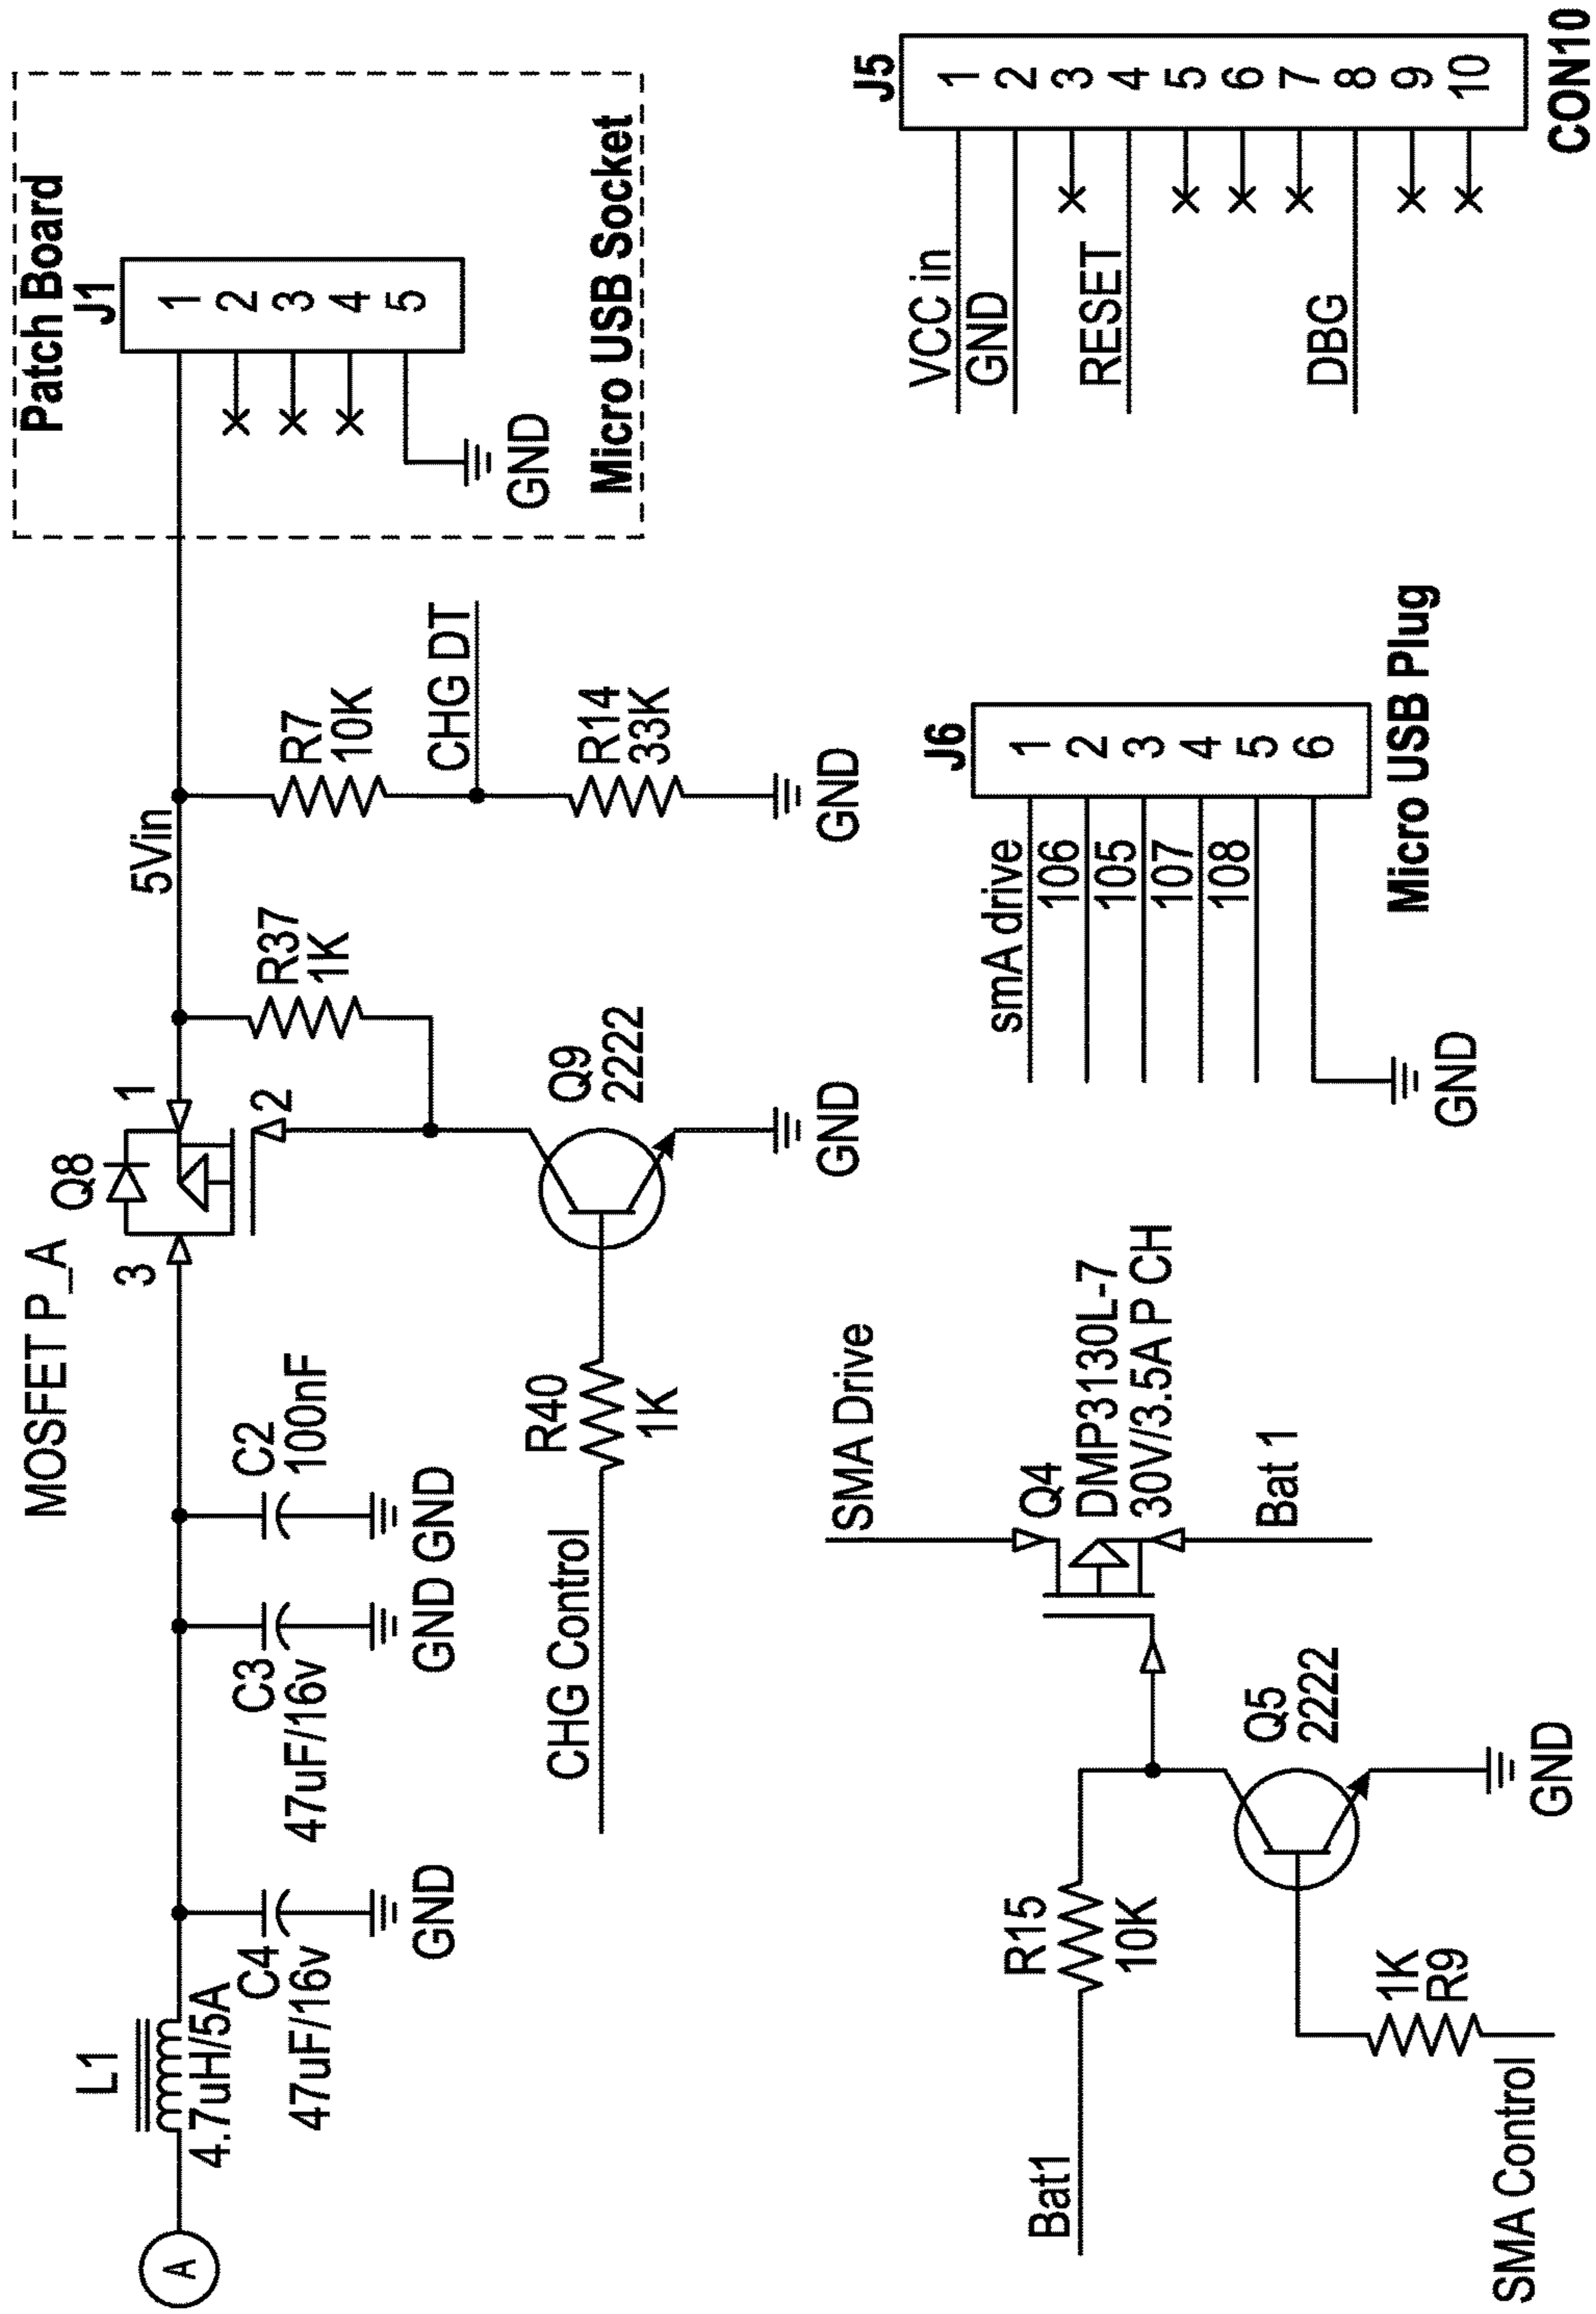 A
L1
4.7uH/5A
C4
47uF/16v
GND
C3
47uF/16v
GND
C2
100nF
GND
MOSFET P_A
Q8
3
1
2
R37
1K
5Vin
R7
10K
CHG DT
R14
33K
GND
Patch Board
J1
1
2
3
4
5
GND
Micro USB Socket
CHG Control
R40
1K
Q9
2222
GND
Bat1
R15
10K
SMA Control
1K
R9
Q5
2222
GND
SMA Drive
Q4
DMP3130L-7
30V/3.5A P CH
Bat 1
J6
smA drive
1
106
2
105
3
107
4
108
5
6
GND
Micro USB Plug
J5
VCC in
1
GND
2
3
RESET
4
5
6
7
DBG
8
9
10
CON10